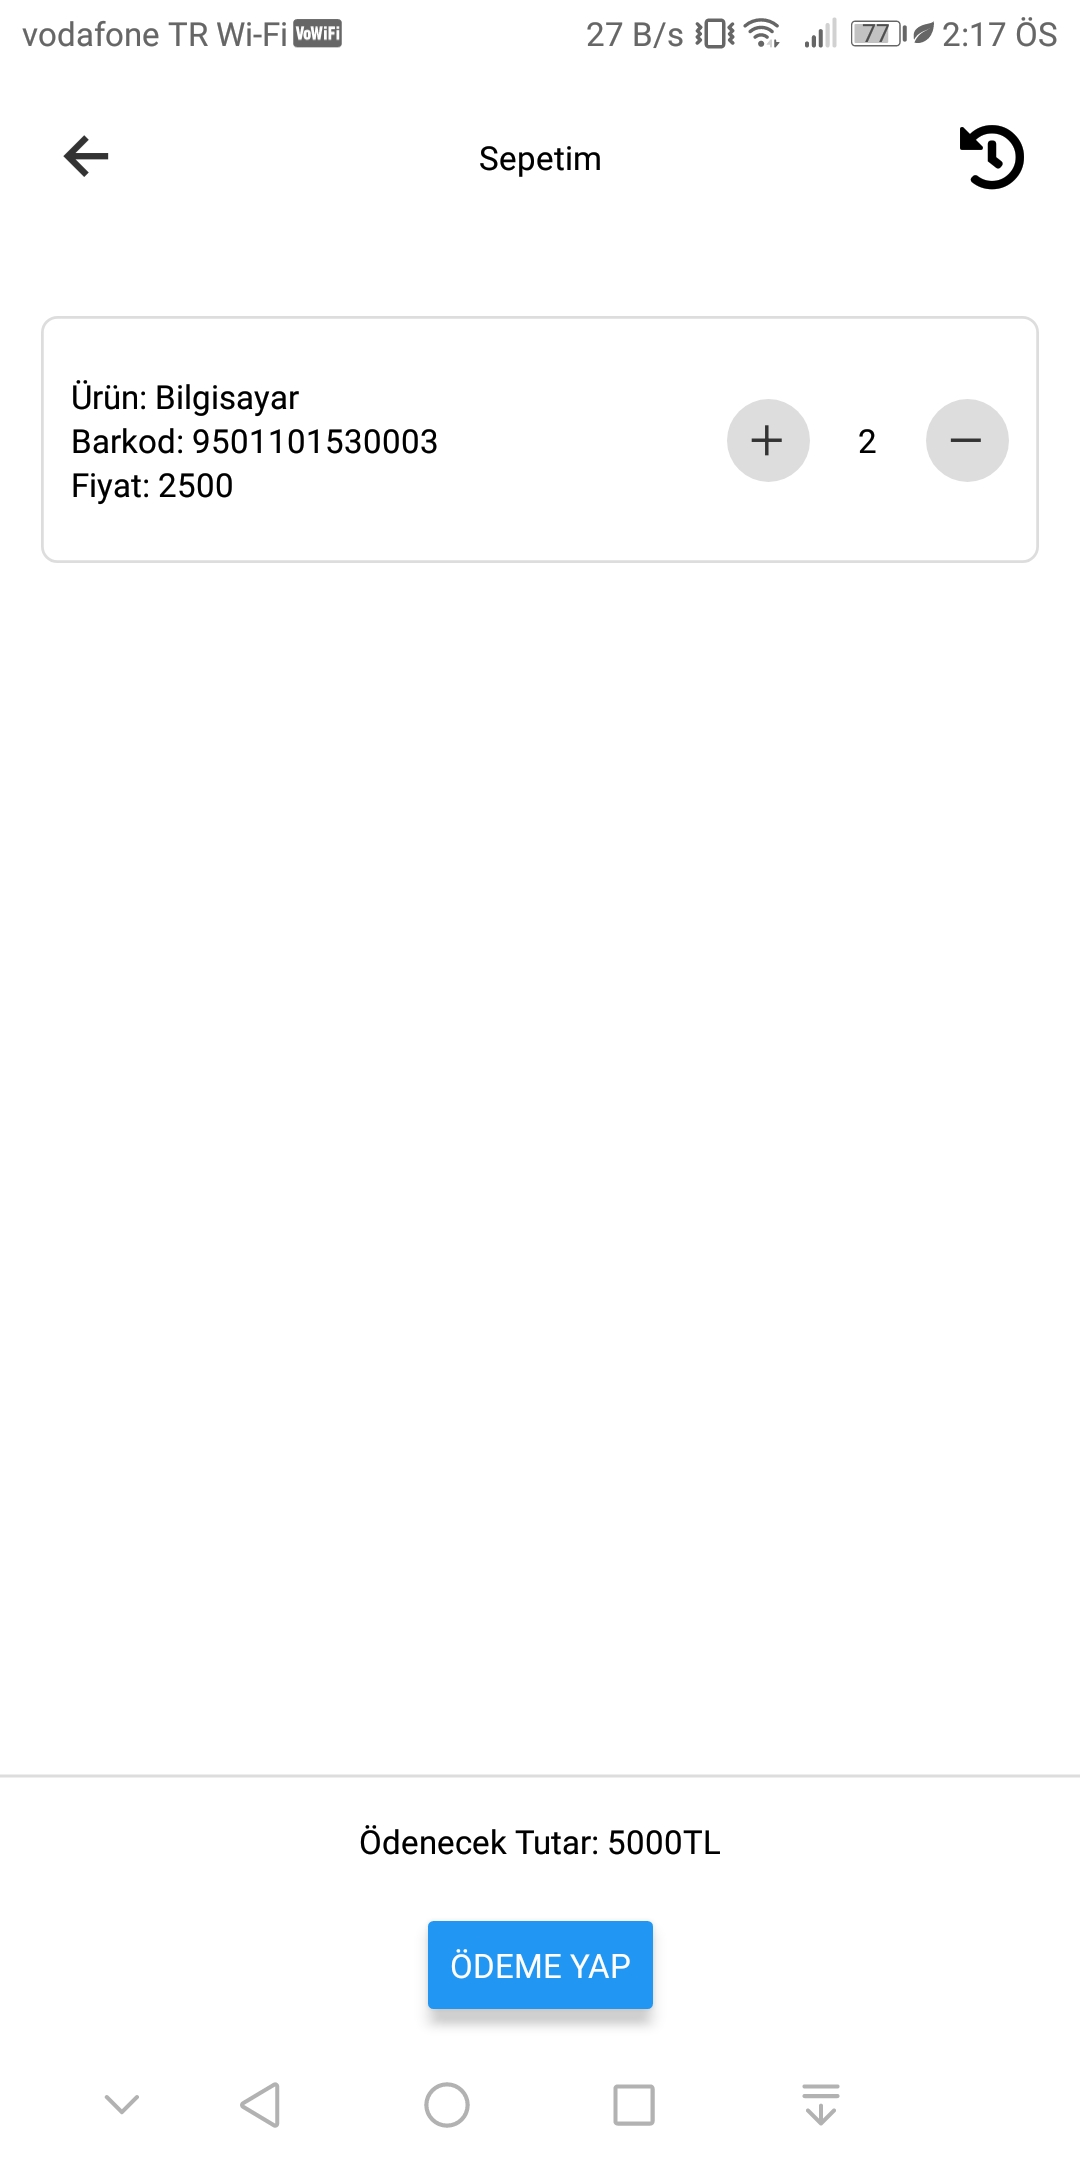 vodafone TR Wi-Fi VoWiFi 27 B/s 77 2:17 ÖS
Sepetim
Ürün: Bilgisayar
Barkod: 9501101530003
Fiyat: 2500
+ 2 −
Ödenecek Tutar: 5000TL
ÖDEME YAP